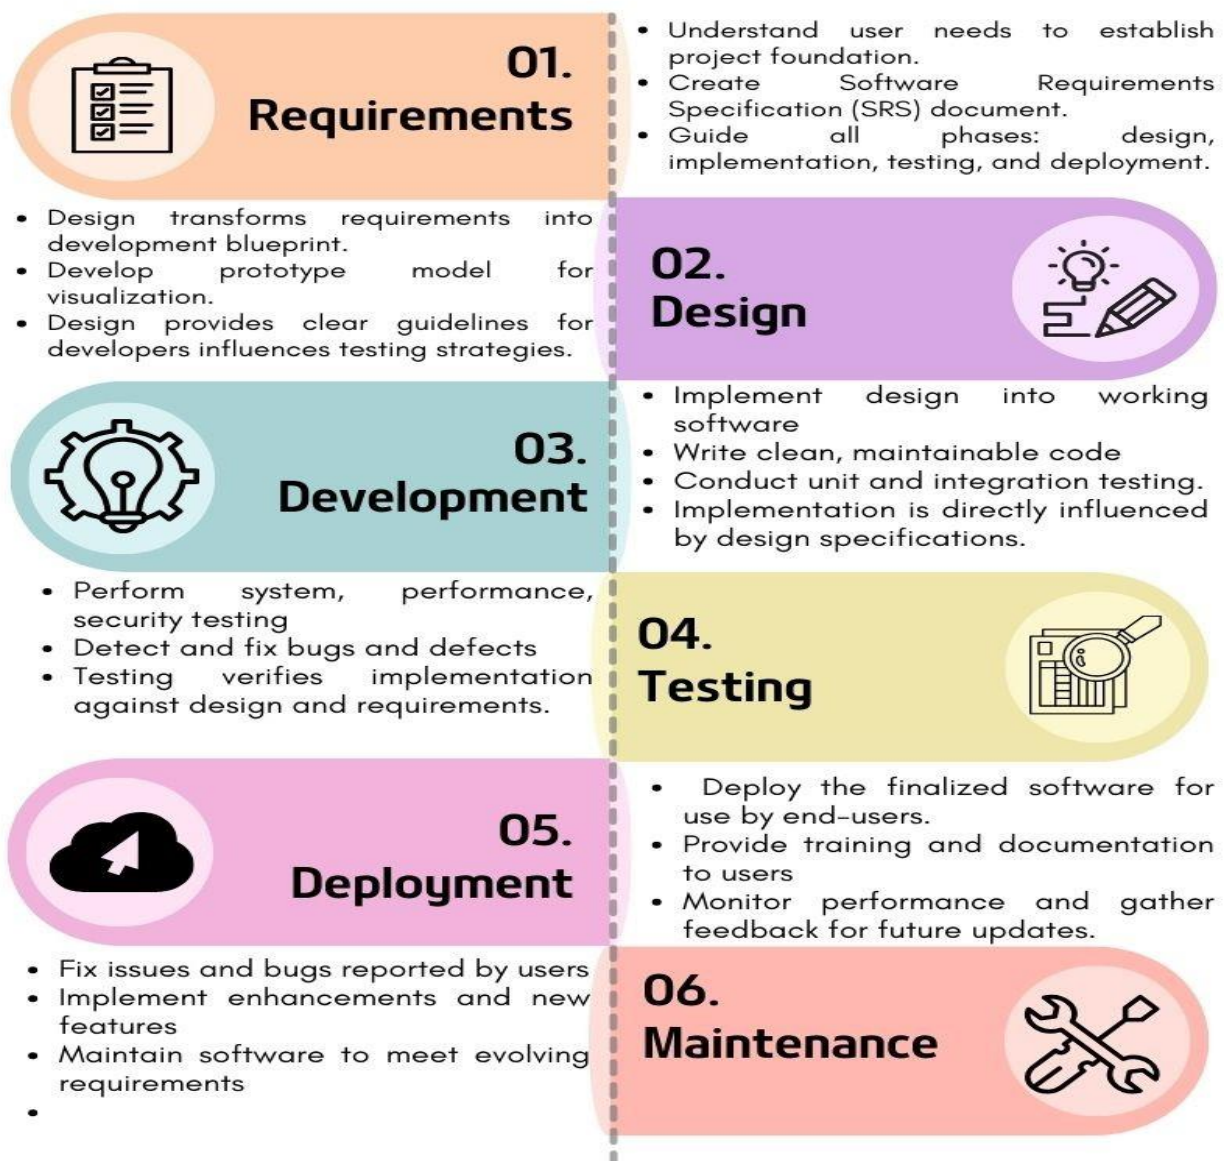 01.
Requirements
• Understand user needs to establish
project foundation.
• Create Software Requirements
Specification (SRS) document.
• Guide all phases: design,
implementation, testing, and deployment.
• Design transforms requirements into
development blueprint.
• Develop prototype model for
visualization.
• Design provides clear guidelines for
developers influences testing strategies.
02.
Design
03.
Development
• Implement design into working
software
• Write clean, maintainable code
• Conduct unit and integration testing.
• Implementation is directly influenced
by design specifications.
• Perform system, performance,
security testing
• Detect and fix bugs and defects
• Testing verifies implementation
against design and requirements.
04.
Testing
05.
Deployment
• Deploy the finalized software for
use by end-users.
• Provide training and documentation
to users
• Monitor performance and gather
feedback for future updates.
• Fix issues and bugs reported by users
• Implement enhancements and new
features
• Maintain software to meet evolving
requirements
•
06.
Maintenance